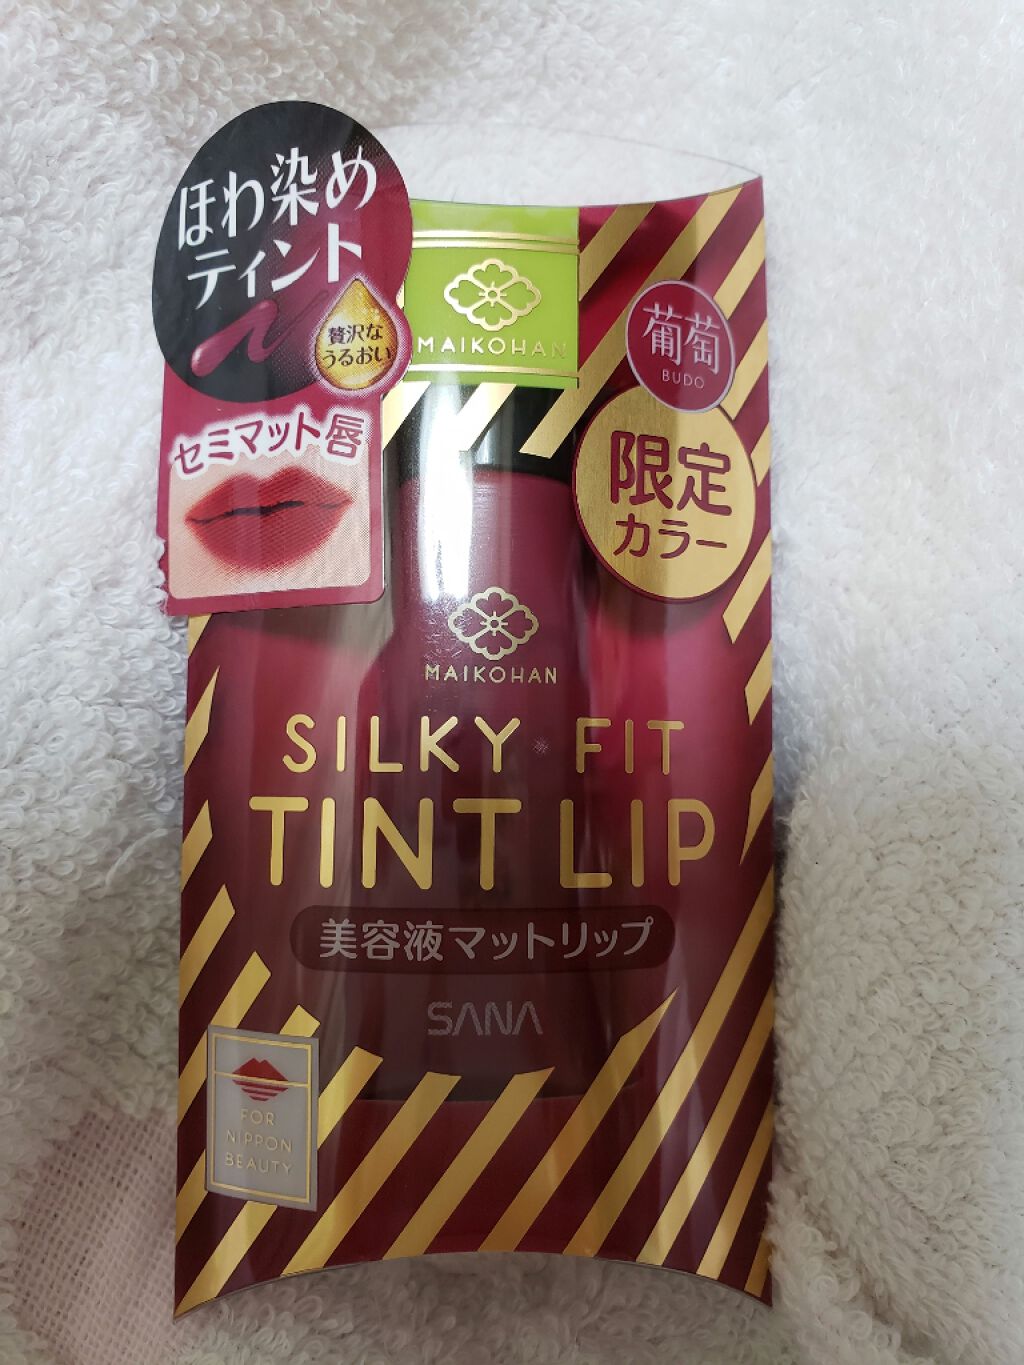 ほわ染め
ティント
贅沢な
うるおい
セミマット唇
MAIKOHAN
葡萄
BUDO
限定
カラー
MAIKOHAN
SILKY FIT
TINT LIP
美容液マットリップ
SANA
FOR
NIPPON
BEAUTY